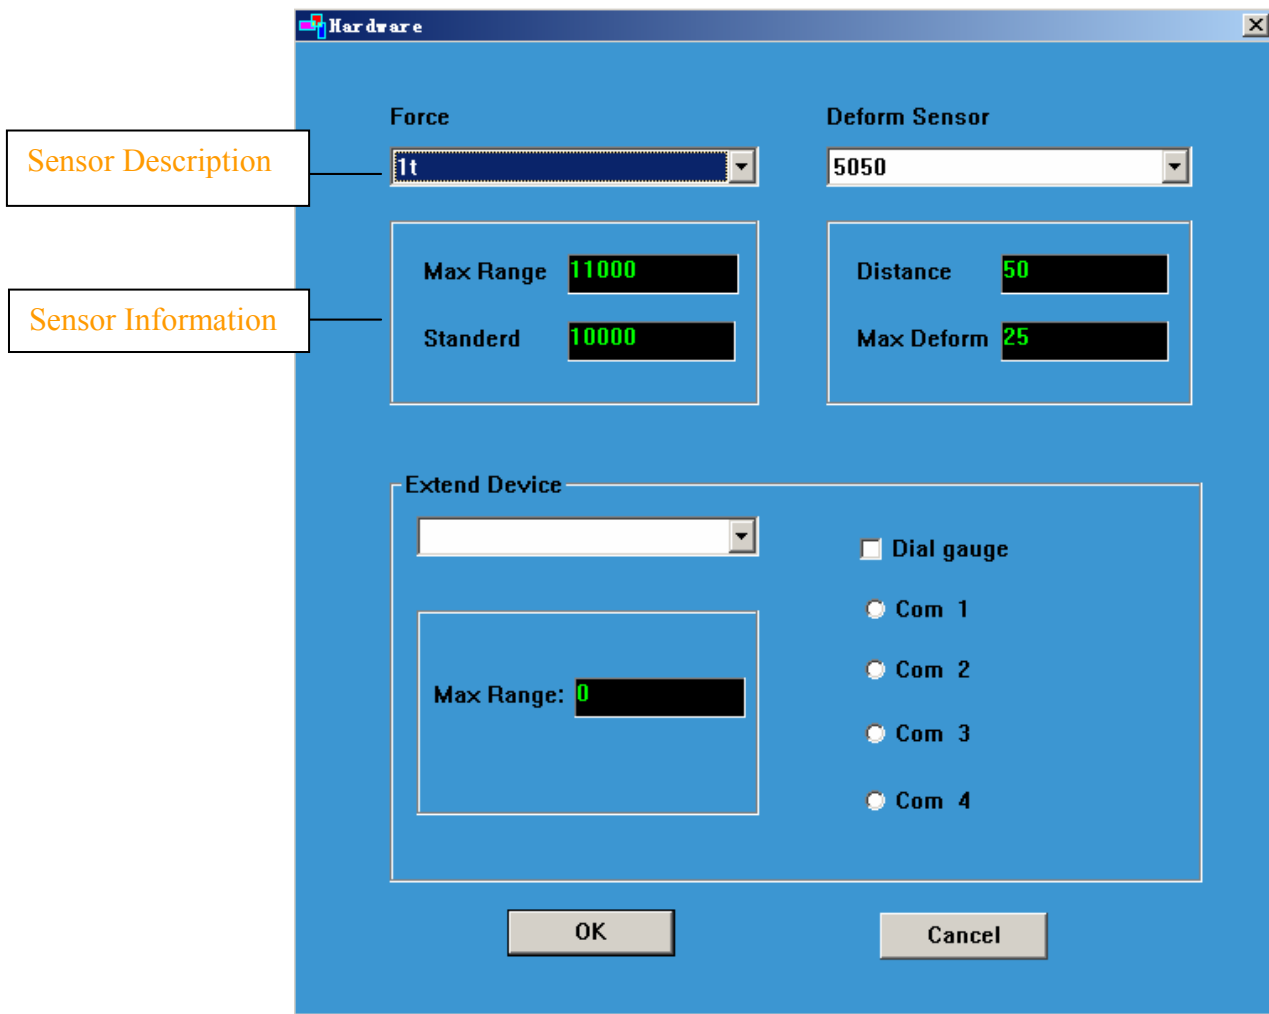 Hardware
Force
Deform Sensor
Sensor Description
1t
5050
Max Range 11000
Distance 50
Sensor Information
Standerd 10000
Max Deform 25
Extend Device
Dial gauge
Com 1
Com 2
Max Range: 0
Com 3
Com 4
OK
Cancel